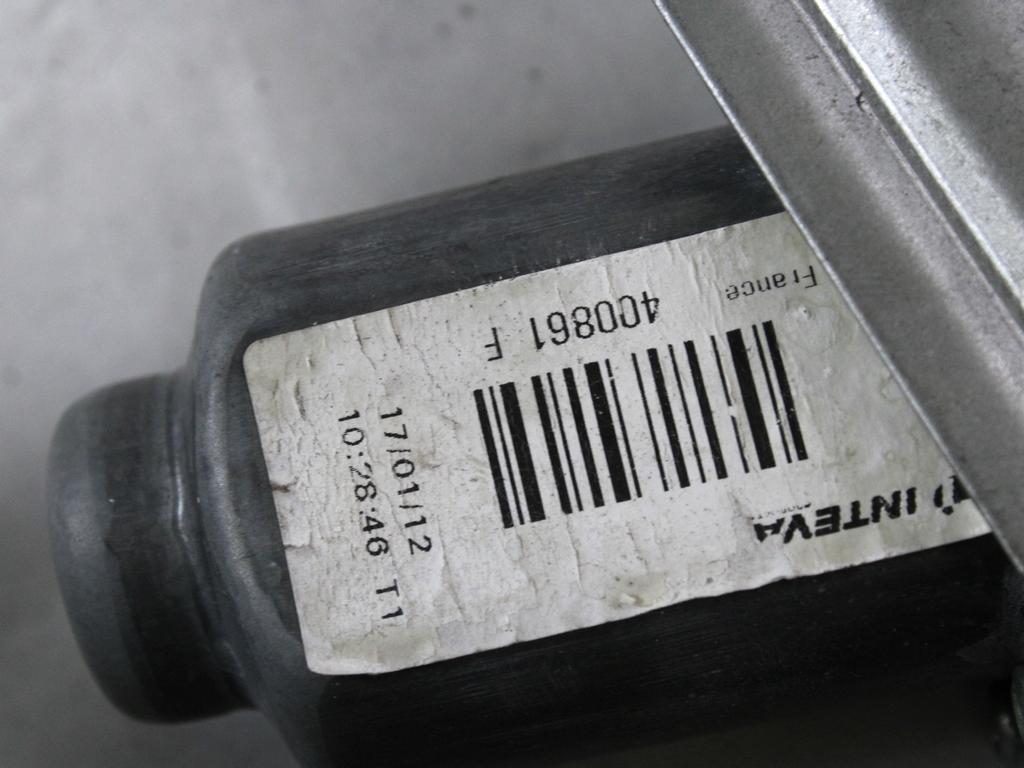 INTEVA
400861 F
France
17/01/12
10:28:46 T1